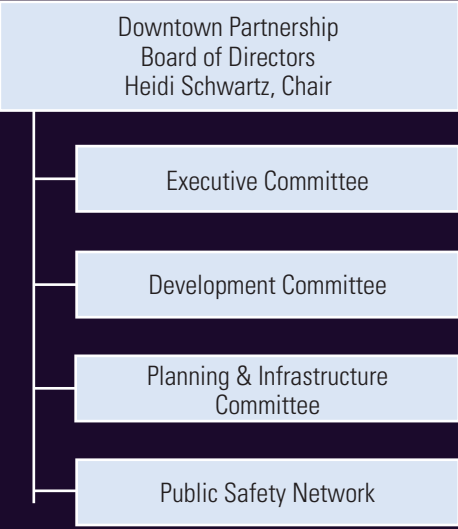 Downtown Partnership
Board of Directors
Heidi Schwartz, Chair
Executive Committee
Development Committee
Planning & Infrastructure
Committee
Public Safety Network